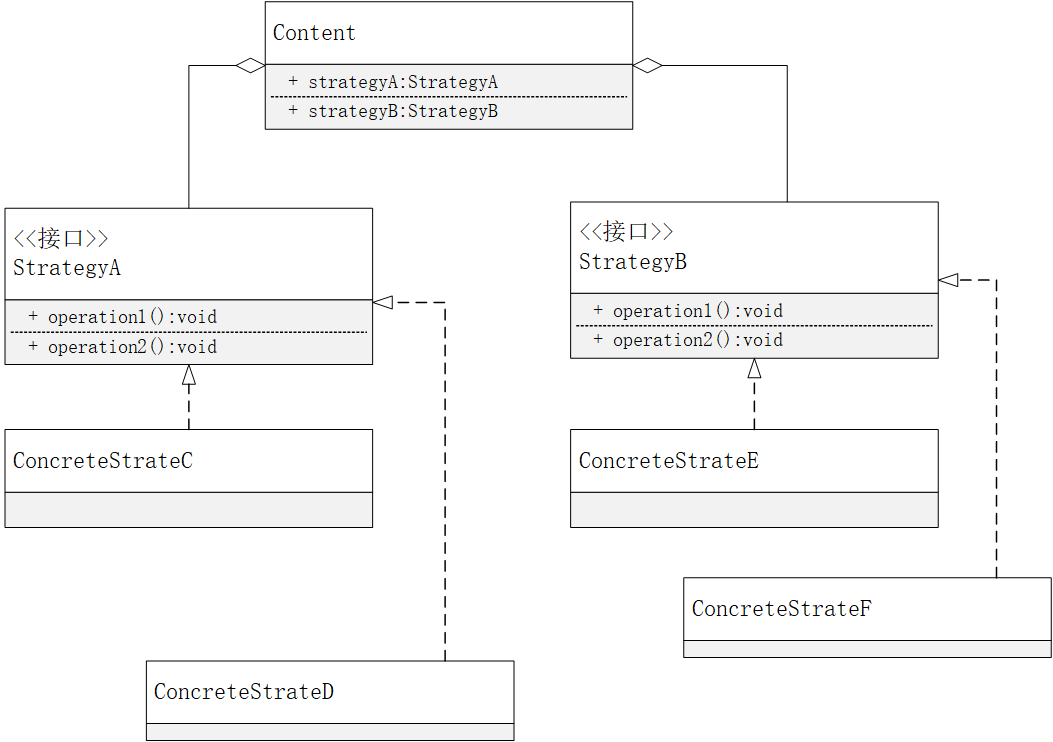 Content
+ strategyA:StrategyA
+ strategyB:StrategyB
<<接口>>
StrategyA
+ operation1():void
+ operation2():void
<<接口>>
StrategyB
+ operation1():void
+ operation2():void
ConcreteStrateC
ConcreteStrateE
ConcreteStrateF
ConcreteStrateD